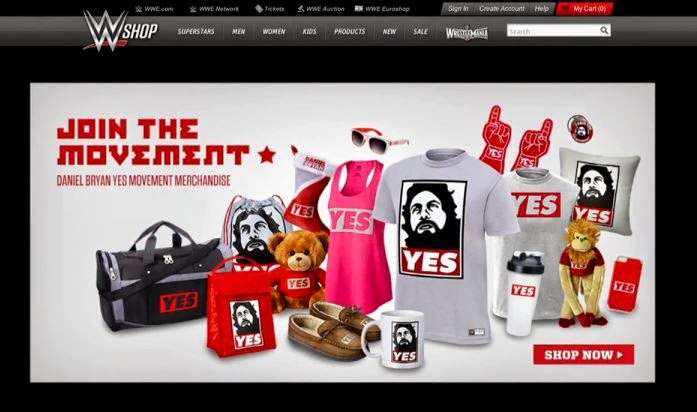 WWE.com WWE Network Tickets WWE Auction WWE Euroshop Sign In Create Account Help My Cart (0)
W SHOP SUPERSTARS MEN WOMEN KIDS PRODUCTS NEW SALE WRESTLEMANIA Search
JOIN THE
MOVEMENT
DANIEL BRYAN YES MOVEMENT MERCHANDISE
DANIEL
BRYAN
YES
YES
YES
YES
YES
YES
YES
YES
YES
YES
YES
YES
SHOP NOW